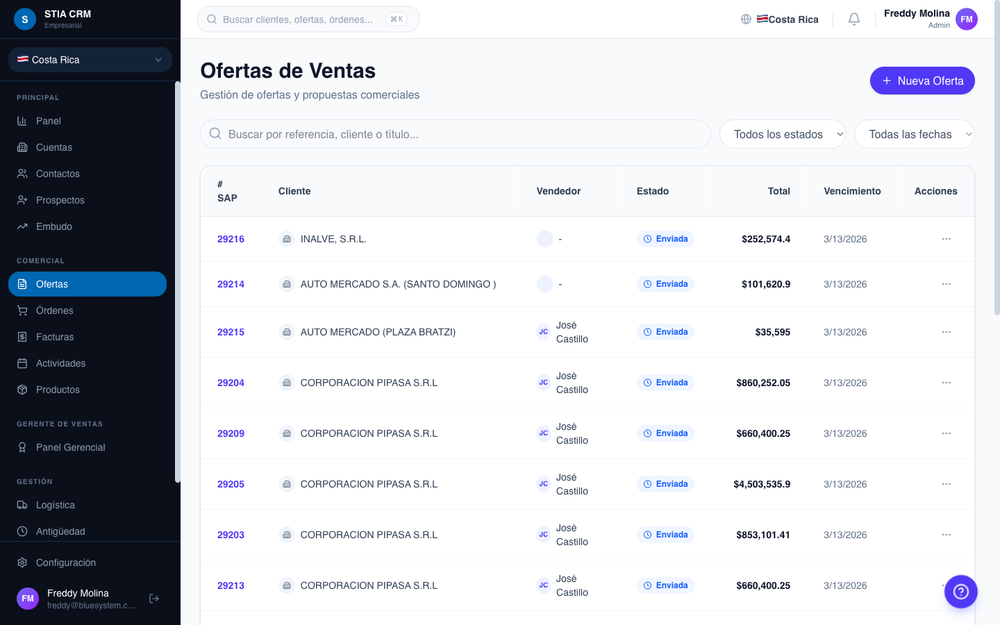 S
STIA CRM
Empresarial
Costa Rica
PRINCIPAL
Panel
Cuentas
Contactos
Prospectos
Embudo
COMERCIAL
Ofertas
Órdenes
Facturas
Actividades
Productos
GERENTE DE VENTAS
Panel Gerencial
GESTIÓN
Logística
Antigüedad
Configuración
FM
Freddy Molina
freddy@bluesystem.c...
Buscar clientes, ofertas, órdenes...
⌘K
Costa Rica
Freddy Molina
Admin
FM
Ofertas de Ventas
Gestión de ofertas y propuestas comerciales
+ Nueva Oferta
Buscar por referencia, cliente o título...
Todos los estados
Todas las fechas
# SAP Cliente Vendedor Estado Total Vencimiento Acciones
29216 INALVE, S.R.L. - Enviada $252,574.4 3/13/2026 ...
29214 AUTO MERCADO S.A. (SANTO DOMINGO ) - Enviada $101,620.9 3/13/2026 ...
29215 AUTO MERCADO (PLAZA BRATZI) JC José Castillo Enviada $35,595 3/13/2026 ...
29204 CORPORACION PIPASA S.R.L JC José Castillo Enviada $860,252.05 3/13/2026 ...
29209 CORPORACION PIPASA S.R.L JC José Castillo Enviada $660,400.25 3/13/2026 ...
29205 CORPORACION PIPASA S.R.L JC José Castillo Enviada $4,503,535.9 3/13/2026 ...
29203 CORPORACION PIPASA S.R.L JC José Castillo Enviada $853,101.41 3/13/2026 ...
29213 CORPORACION PIPASA S.R.L JC José Castillo Enviada $660,400.25 3/13/2026